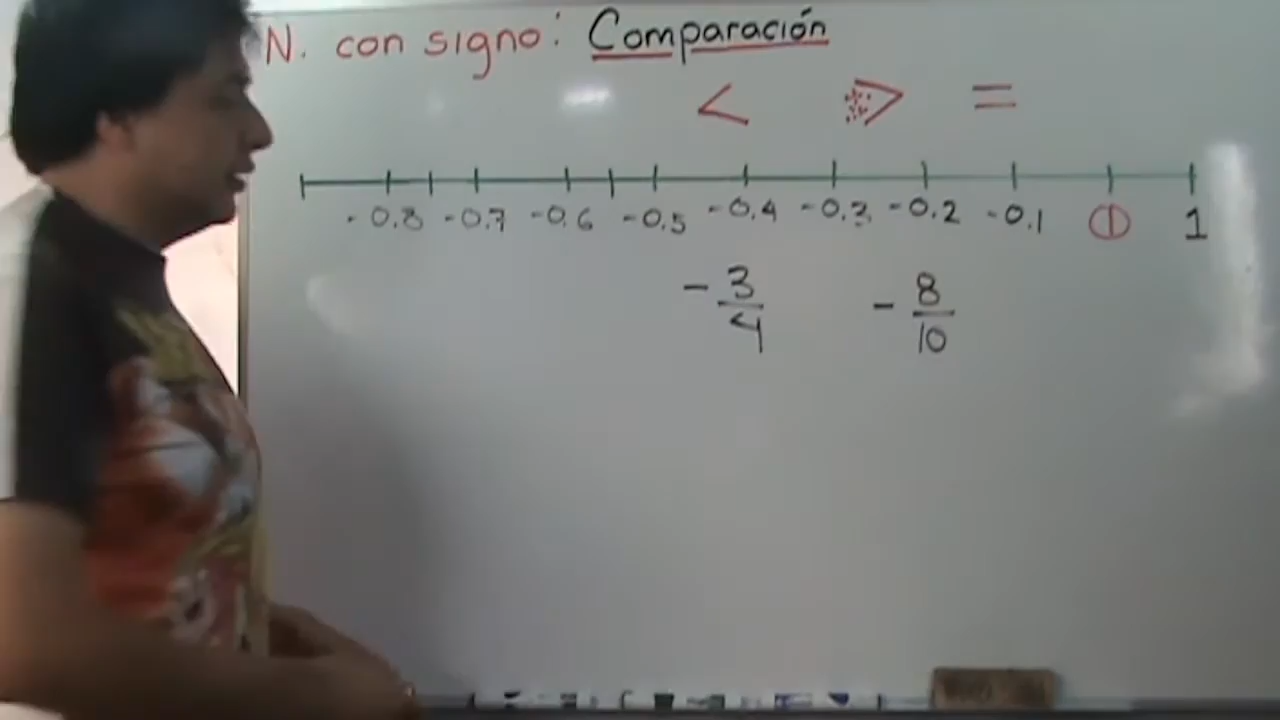 N. con signo: Comparación
< > =
-0.8 -0.7 -0.6 -0.5 -0.4 -0.3 -0.2 -0.1 0 1
- 3/4 - 8/10